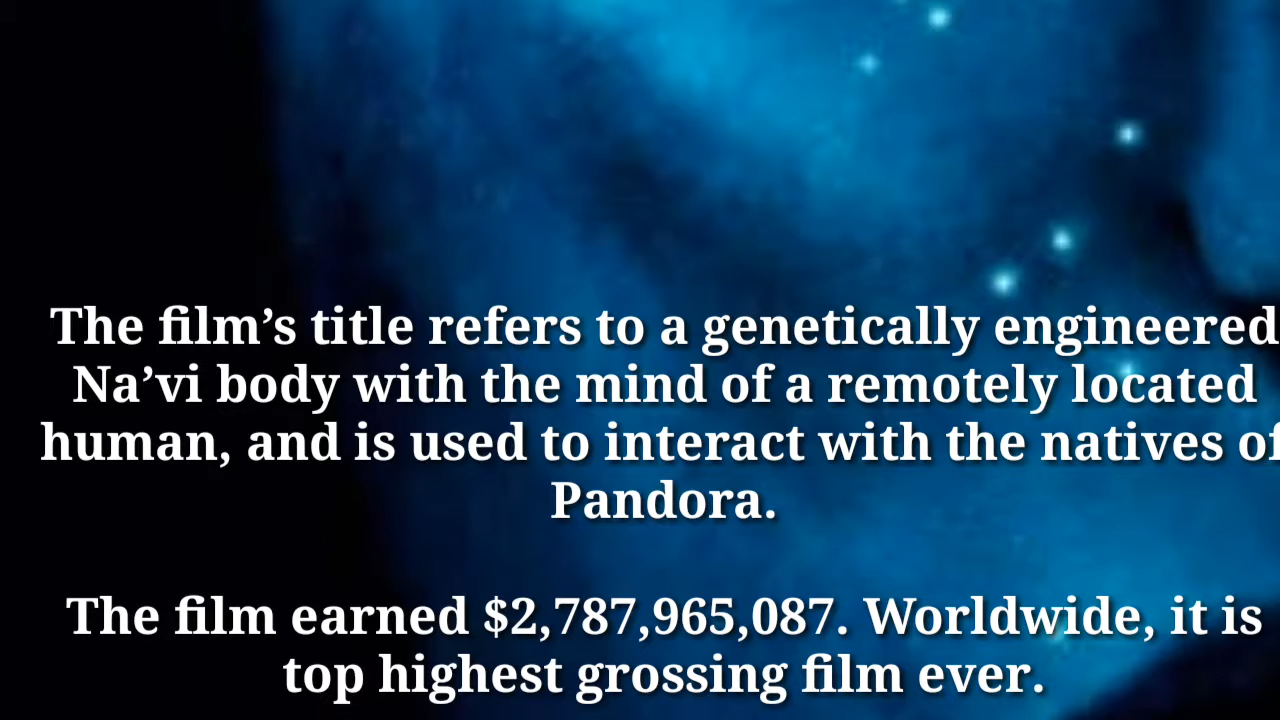 The film’s title refers to a genetically engineered
Na’vi body with the mind of a remotely located
human, and is used to interact with the natives of
Pandora.
The film earned $2,787,965,087. Worldwide, it is
top highest grossing film ever.